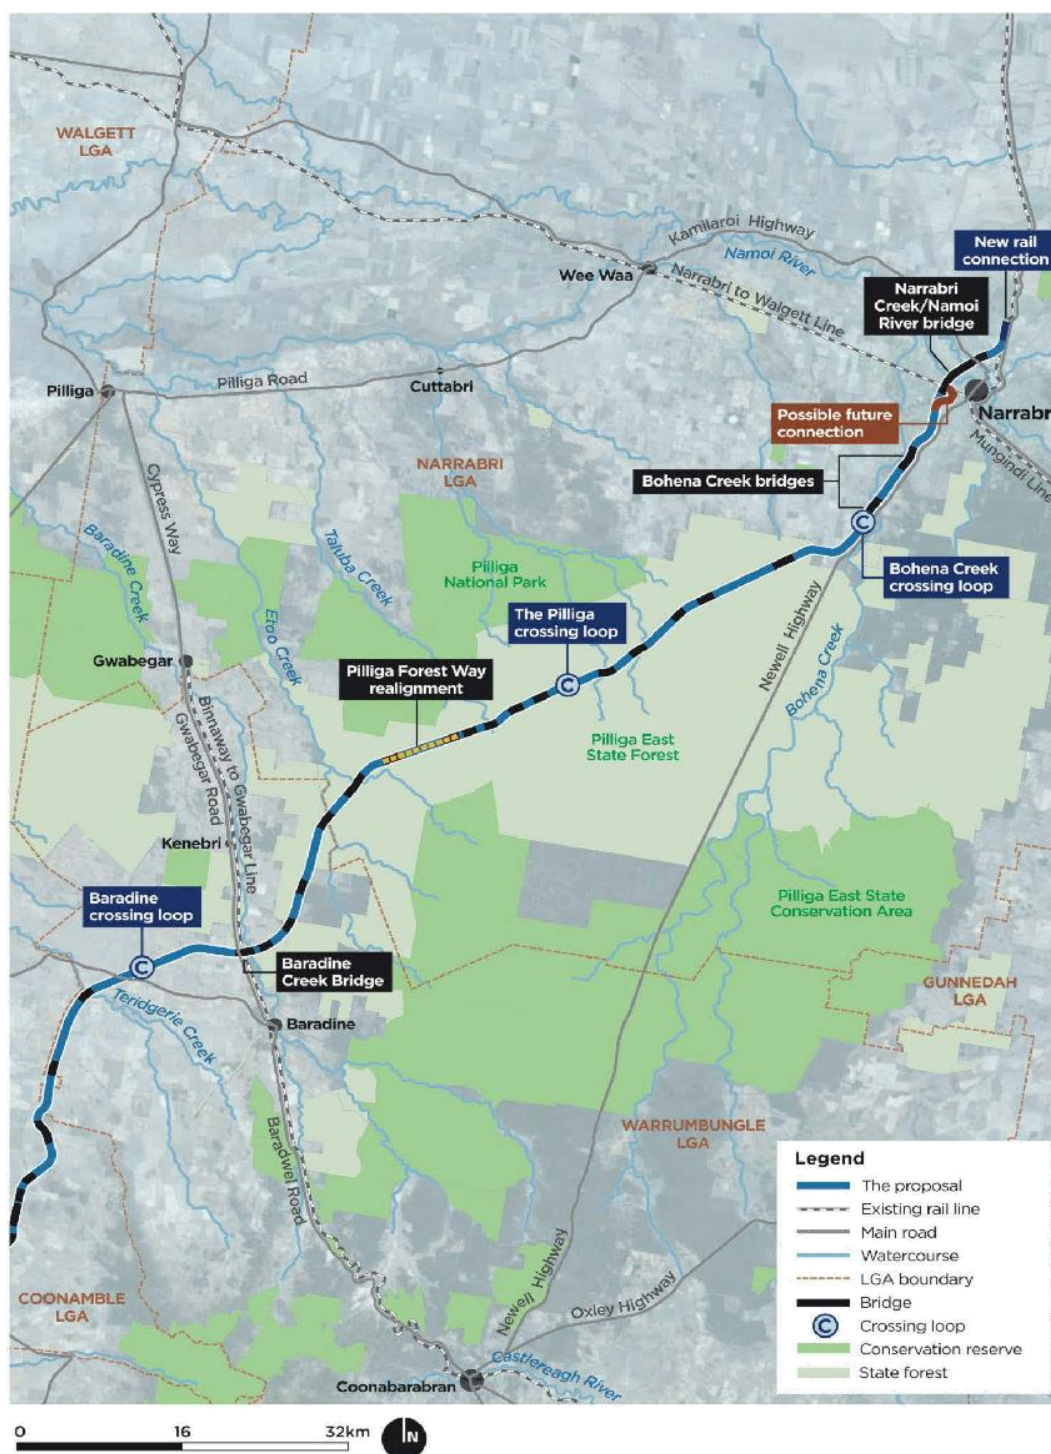 WALGETT
LGA
Kamilaroi Highway
Namoi River
New rail
connection
Wee Waa
Narrabri to Walgett Line
Narrabri
Creek/Namoi
River bridge
Pilliga
Pilliga Road
Cuttabri
Narrabr
Possible future
connection
Mungindi Line
NARRABRI
LGA
Bohena Creek bridges
Cypress Way
Baradine Creek
Etoo Creek
Taluba Creek
Pilliga
National Park
Bohena Creek
crossing loop
The Pilliga
crossing loop
Newell Highway
Bohena Creek
Gwabegar
Pilliga Forest Way
realignment
Binnaway to Gwabegar Line
Gwabegar Road
Pilliga East
State Forest
Kenebri
Baradine
crossing loop
Pilliga East State
Conservation Area
Baradine
Creek Bridge
GUNNEDAH
LGA
Teridgerie Creek
Baradine
Baradwel Road
WARRUMBUNGLE
LGA
COONAMBLE
LGA
Newell Highway
Oxley Highway
Castlereagh River
Coonabarabran
C
C
C
Legend
The proposal
Existing rail line
Main road
Watercourse
LGA boundary
Bridge
C Crossing loop
Conservation reserve
State forest
0 16 32km
N